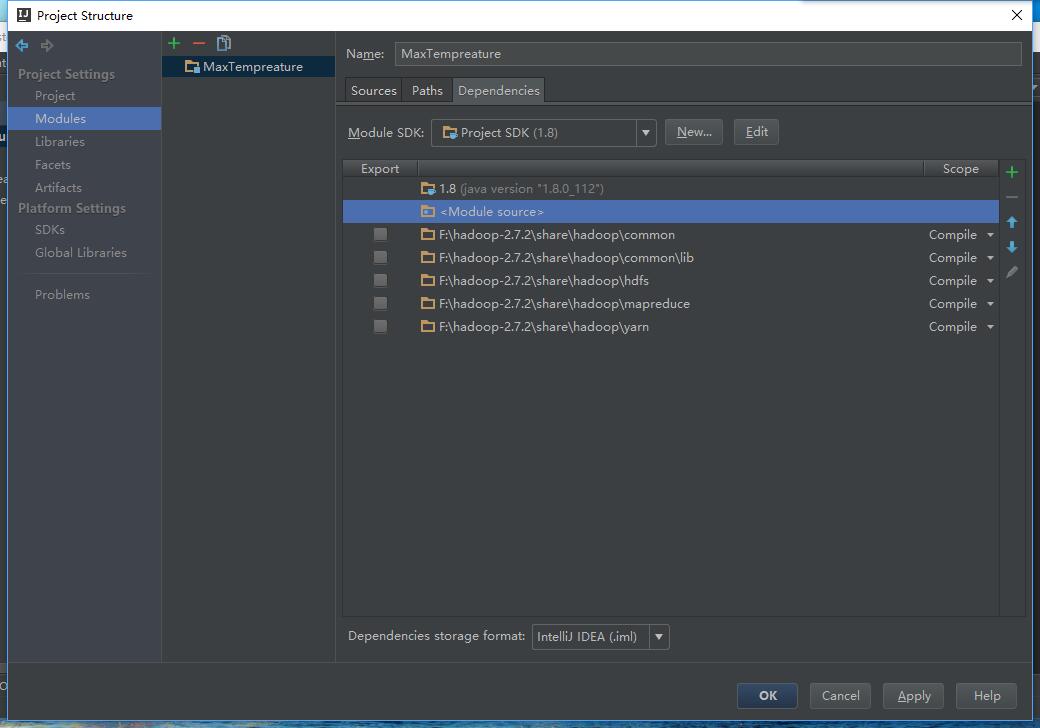 Project Structure
Project Settings
Project
Modules
Libraries
Facets
Artifacts
Platform Settings
SDKs
Global Libraries
Problems
MaxTempreature
Name: MaxTempreature
Sources Paths Dependencies
Module SDK: Project SDK (1.8) New... Edit
Export Scope
1.8 (java version "1.8.0_112")
<Module source>
F:\hadoop-2.7.2\share\hadoop\common Compile
F:\hadoop-2.7.2\share\hadoop\common\lib Compile
F:\hadoop-2.7.2\share\hadoop\hdfs Compile
F:\hadoop-2.7.2\share\hadoop\mapreduce Compile
F:\hadoop-2.7.2\share\hadoop\yarn Compile
Dependencies storage format: IntelliJ IDEA (.iml)
OK Cancel Apply Help